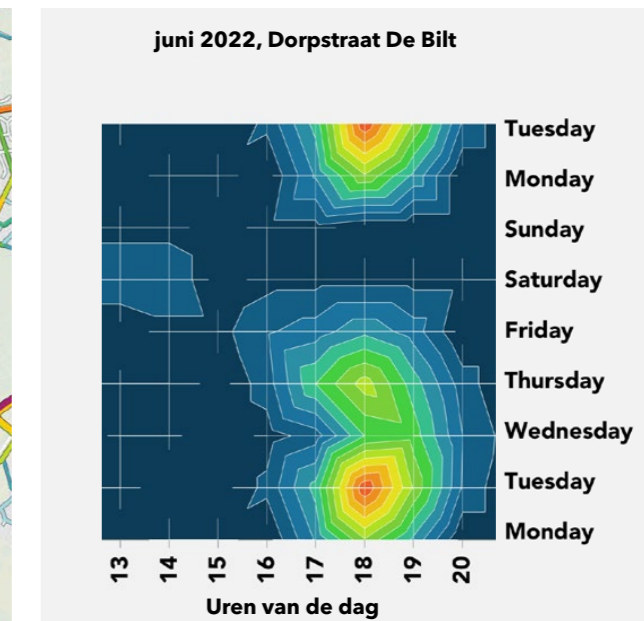 juni 2022, Dorpstraat De Bilt
Tuesday
Monday
Sunday
Saturday
Friday
Thursday
Wednesday
Tuesday
Monday
13 14 15 16 17 18 19 20
Uren van de dag